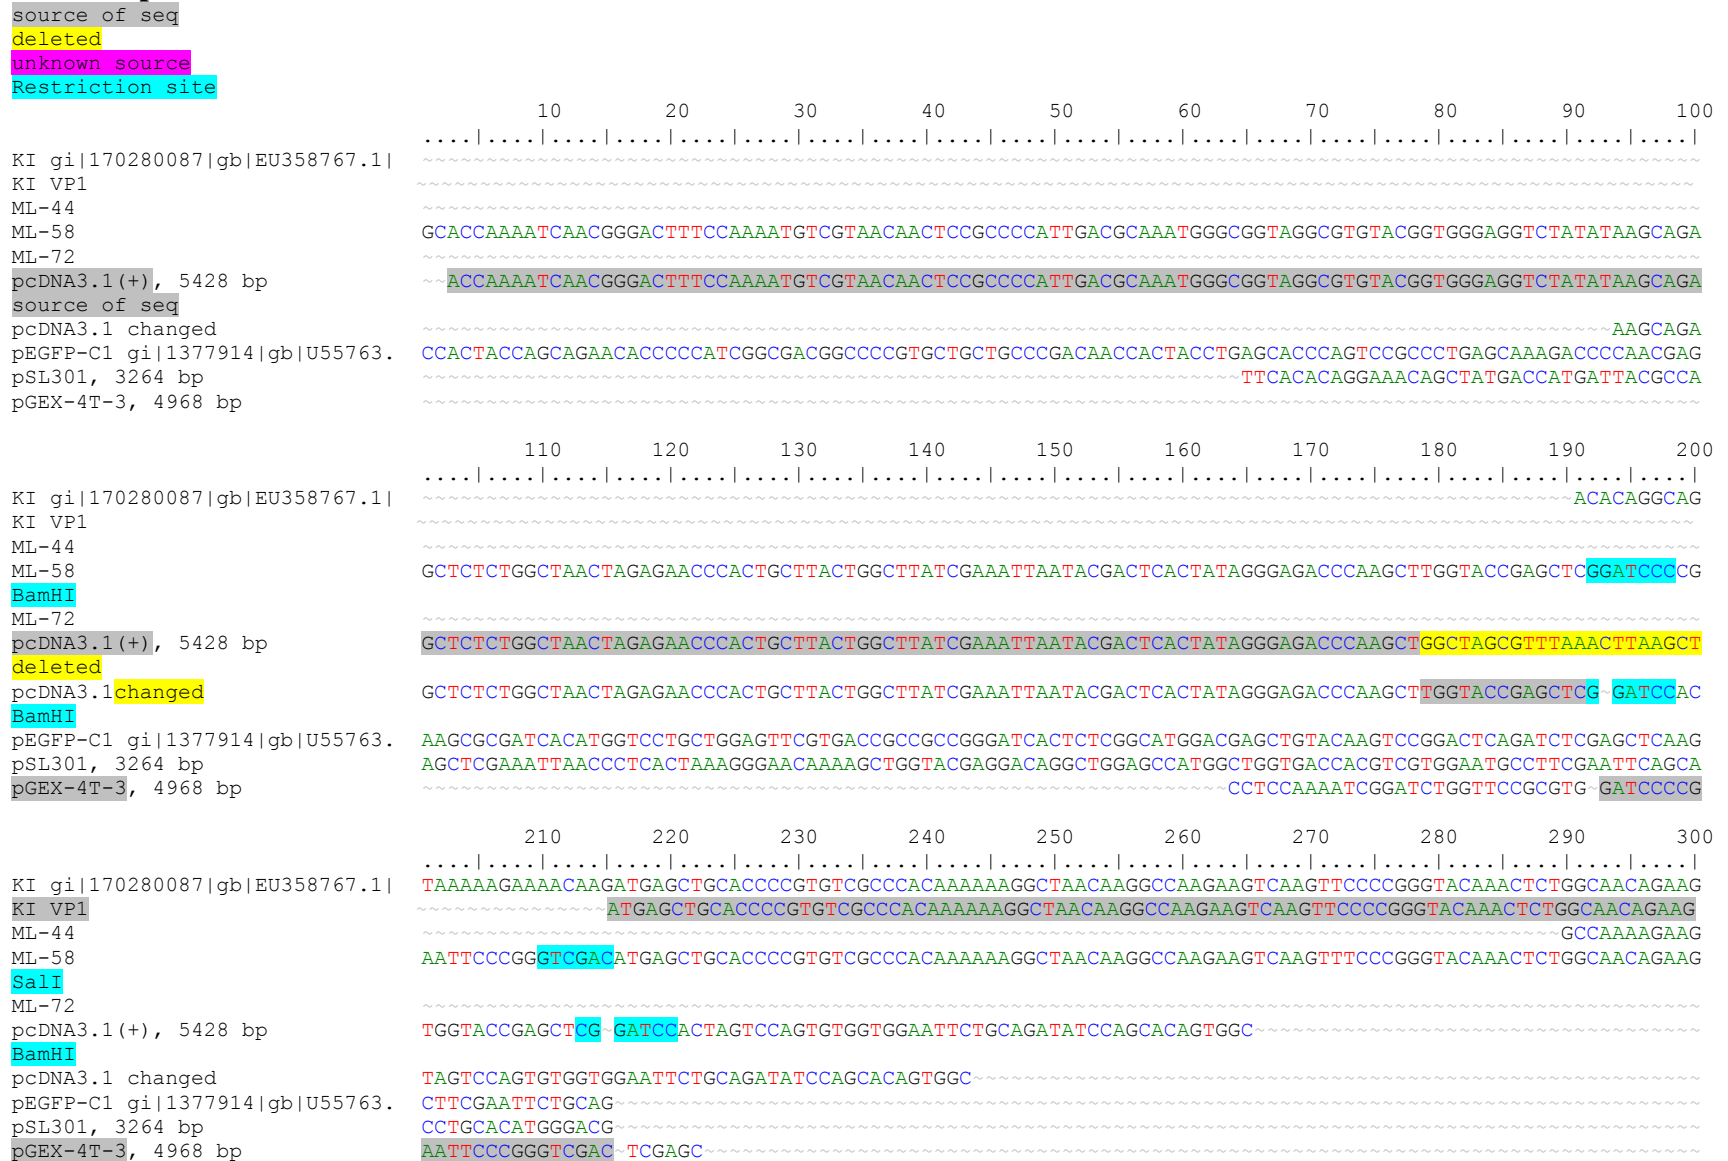 source of seq
deleted
unknown source
Restriction site
10 20 30 40 50 60 70 80 90 100
....|....|....|....|....|....|....|....|....|....|....|....|....|....|....|....|....|....|....|....|
KI gi|170280087|gb|EU358767.1| ~~~~~~~~~~~~~~~~~~~~~~~~~~~~~~~~~~~~~~~~~~~~~~~~~~~~~~~~~~~~~~~~~~~~~~~~~~~~~~~~~~~~~~~~~~~~~~~~~~~~
KI VP1 ~~~~~~~~~~~~~~~~~~~~~~~~~~~~~~~~~~~~~~~~~~~~~~~~~~~~~~~~~~~~~~~~~~~~~~~~~~~~~~~~~~~~~~~~~~~~~~~~~~~~
ML-44 ~~~~~~~~~~~~~~~~~~~~~~~~~~~~~~~~~~~~~~~~~~~~~~~~~~~~~~~~~~~~~~~~~~~~~~~~~~~~~~~~~~~~~~~~~~~~~~~~~~~~
ML-58 GCACCAAAATCAACGGGACTTTCCAAAATGTCGTAACAACTCCGCCCCATTGACGCAAATGGGCGGTAGGCGTGTACGGTGGGAGGTCTATATAAGCAGA
ML-72 ~~~~~~~~~~~~~~~~~~~~~~~~~~~~~~~~~~~~~~~~~~~~~~~~~~~~~~~~~~~~~~~~~~~~~~~~~~~~~~~~~~~~~~~~~~~~~~~~~~~~
pcDNA3.1(+), 5428 bp ~~ACCAAAATCAACGGGACTTTCCAAAATGTCGTAACAACTCCGCCCCATTGACGCAAATGGGCGGTAGGCGTGTACGGTGGGAGGTCTATATAAGCAGA
source of seq
pcDNA3.1 changed ~~~~~~~~~~~~~~~~~~~~~~~~~~~~~~~~~~~~~~~~~~~~~~~~~~~~~~~~~~~~~~~~~~~~~~~~~~~~~~~~~~~~~~~~~~~~~AAGCAGA
pEGFP-C1 gi|1377914|gb|U55763. CCACTACCAGCAGAACACCCCCATCGGCGACGGCCCCGTGCTGCTGCCCGACAACCACTACCTGAGCACCCAGTCCGCCCTGAGCAAAGACCCCAACGAG
pSL301, 3264 bp ~~~~~~~~~~~~~~~~~~~~~~~~~~~~~~~~~~~~~~~~~~~~~~~~~~~~~~~~~~~~~~~~TTCACACAGGAAACAGCTATGACCATGATTACGCCA
pGEX-4T-3, 4968 bp ~~~~~~~~~~~~~~~~~~~~~~~~~~~~~~~~~~~~~~~~~~~~~~~~~~~~~~~~~~~~~~~~~~~~~~~~~~~~~~~~~~~~~~~~~~~~~~~~~~~~
110 120 130 140 150 160 170 180 190 200
....|....|....|....|....|....|....|....|....|....|....|....|....|....|....|....|....|....|....|....|
KI gi|170280087|gb|EU358767.1| ~~~~~~~~~~~~~~~~~~~~~~~~~~~~~~~~~~~~~~~~~~~~~~~~~~~~~~~~~~~~~~~~~~~~~~~~~~~~~~~~~~~~~~~~~~ACACAGGCAG
KI VP1 ~~~~~~~~~~~~~~~~~~~~~~~~~~~~~~~~~~~~~~~~~~~~~~~~~~~~~~~~~~~~~~~~~~~~~~~~~~~~~~~~~~~~~~~~~~~~~~~~~~~~
ML-44 ~~~~~~~~~~~~~~~~~~~~~~~~~~~~~~~~~~~~~~~~~~~~~~~~~~~~~~~~~~~~~~~~~~~~~~~~~~~~~~~~~~~~~~~~~~~~~~~~~~~~
ML-58 GCTCTCTGGCTAACTAGAGAACCCACTGCTTACTGGCTTATCGAAATTAATACGACTCACTATAGGGAGACCCAAGCTTGGTACCGAGCTCGGATCCCCG
BamHI
ML-72 ~~~~~~~~~~~~~~~~~~~~~~~~~~~~~~~~~~~~~~~~~~~~~~~~~~~~~~~~~~~~~~~~~~~~~~~~~~~~~~~~~~~~~~~~~~~~~~~~~~~~
pcDNA3.1(+), 5428 bp GCTCTCTGGCTAACTAGAGAACCCACTGCTTACTGGCTTATCGAAATTAATACGACTCACTATAGGGAGACCCAAGCTGGCTAGCGTTTAAACTTAAGCT
deleted
pcDNA3.1changed GCTCTCTGGCTAACTAGAGAACCCACTGCTTACTGGCTTATCGAAATTAATACGACTCACTATAGGGAGACCCAAGCTTGGTACCGAGCTCG~GATCCAC
BamHI
pEGFP-C1 gi|1377914|gb|U55763. AAGCGCGATCACATGGTCCTGCTGGAGTTCGTGACCGCCGCCGGGATCACTCTCGGCATGGACGAGCTGTACAAGTCCGGACTCAGATCTCGAGCTCAAG
pSL301, 3264 bp AGCTCGAAATTAACCCTCACTAAAGGGAACAAAAGCTGGTACGAGGACAGGCTGGAGCCATGGCTGGTGACCACGTCGTGGAATGCCTTCGAATTCAGCA
pGEX-4T-3, 4968 bp ~~~~~~~~~~~~~~~~~~~~~~~~~~~~~~~~~~~~~~~~~~~~~~~~~~~~~~~~~~~~~~~CCTCCAAAATCGGATCTGGTTCCGCGTG~GATCCCCG
210 220 230 240 250 260 270 280 290 300
....|....|....|....|....|....|....|....|....|....|....|....|....|....|....|....|....|....|....|....|
KI gi|170280087|gb|EU358767.1| TAAAAAGAAAACAAGATGAGCTGCACCCCGTGTCGCCCACAAAAAAGGCTAACAAGGCCAAGAAGTCAAGTTCCCCGGGTACAAACTCTGGCAACAGAAG
KI VP1 ~~~~~~~~~~~~~~~ATGAGCTGCACCCCGTGTCGCCCACAAAAAAGGCTAACAAGGCCAAGAAGTCAAGTTCCCCGGGTACAAACTCTGGCAACAGAAG
ML-44 ~~~~~~~~~~~~~~~~~~~~~~~~~~~~~~~~~~~~~~~~~~~~~~~~~~~~~~~~~~~~~~~~~~~~~~~~~~~~~~~~~~~~~~~~~GCCAAAAGAAG
ML-58 AATTCCCGGGTCGACATGAGCTGCACCCCGTGTCGCCCACAAAAAAGGCTAACAAGGCCAAGAAGTCAAGTTTCCCGGGTACAAACTCTGGCAACAGAAG
SalI
ML-72 ~~~~~~~~~~~~~~~~~~~~~~~~~~~~~~~~~~~~~~~~~~~~~~~~~~~~~~~~~~~~~~~~~~~~~~~~~~~~~~~~~~~~~~~~~~~~~~~~~~~~
pcDNA3.1(+), 5428 bp TGGTACCGAGCTCG~GATCCACTAGTCCAGTGTGGTGGAATTCTGCAGATATCCAGCACAGTGGC~~~~~~~~~~~~~~~~~~~~~~~~~~~~~~~~~~~
BamHI
pcDNA3.1 changed TAGTCCAGTGTGGTGGAATTCTGCAGATATCCAGCACAGTGGC~~~~~~~~~~~~~~~~~~~~~~~~~~~~~~~~~~~~~~~~~~~~~~~~~~~~~~~~~
pEGFP-C1 gi|1377914|gb|U55763. CTTCGAATTCTGCAG~~~~~~~~~~~~~~~~~~~~~~~~~~~~~~~~~~~~~~~~~~~~~~~~~~~~~~~~~~~~~~~~~~~~~~~~~~~~~~~~~~~~~
pSL301, 3264 bp CCTGCACATGGGACG~~~~~~~~~~~~~~~~~~~~~~~~~~~~~~~~~~~~~~~~~~~~~~~~~~~~~~~~~~~~~~~~~~~~~~~~~~~~~~~~~~~~~
pGEX-4T-3, 4968 bp AATTCCCGGGTCGAC~TCGAGC~~~~~~~~~~~~~~~~~~~~~~~~~~~~~~~~~~~~~~~~~~~~~~~~~~~~~~~~~~~~~~~~~~~~~~~~~~~~~~